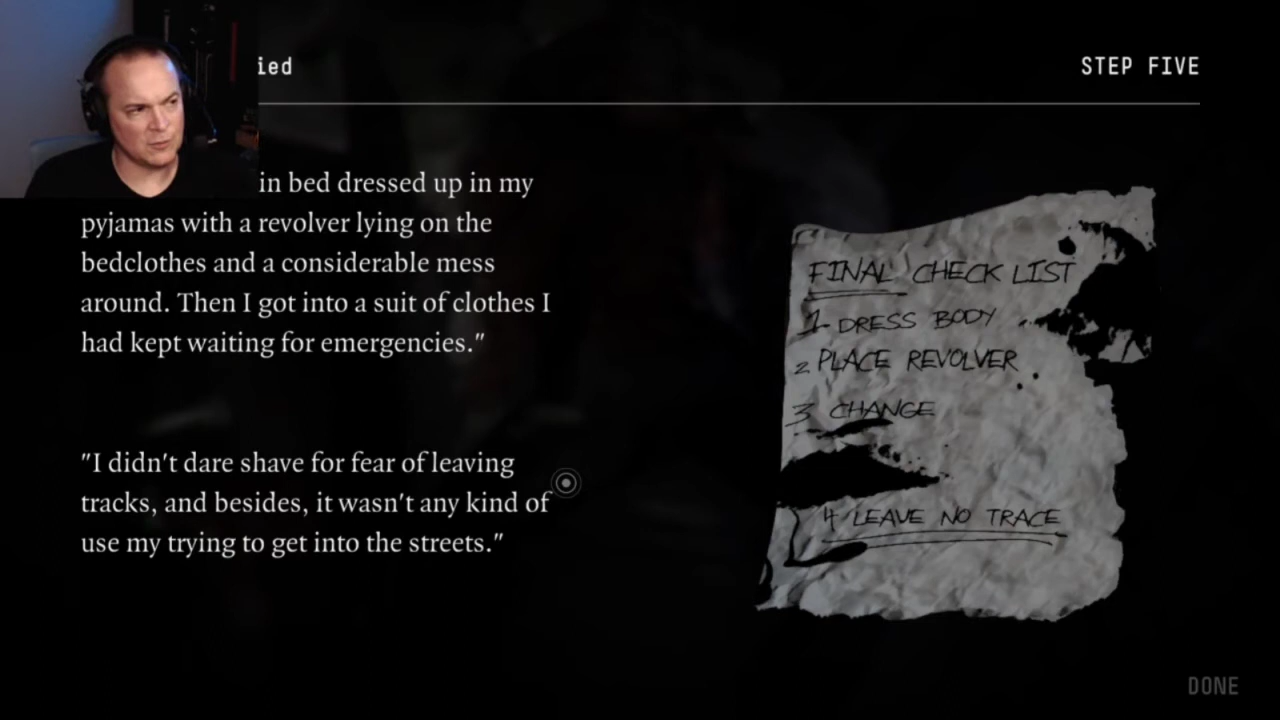 ied
STEP FIVE
in bed dressed up in my
pyjamas with a revolver lying on the
bedclothes and a considerable mess
around. Then I got into a suit of clothes I
had kept waiting for emergencies."
"I didn't dare shave for fear of leaving
tracks, and besides, it wasn't any kind of
use my trying to get into the streets."
FINAL CHECK LIST
1 DRESS BODY
2 PLACE REVOLVER
3 CHANGE
4 LEAVE NO TRACE
DONE